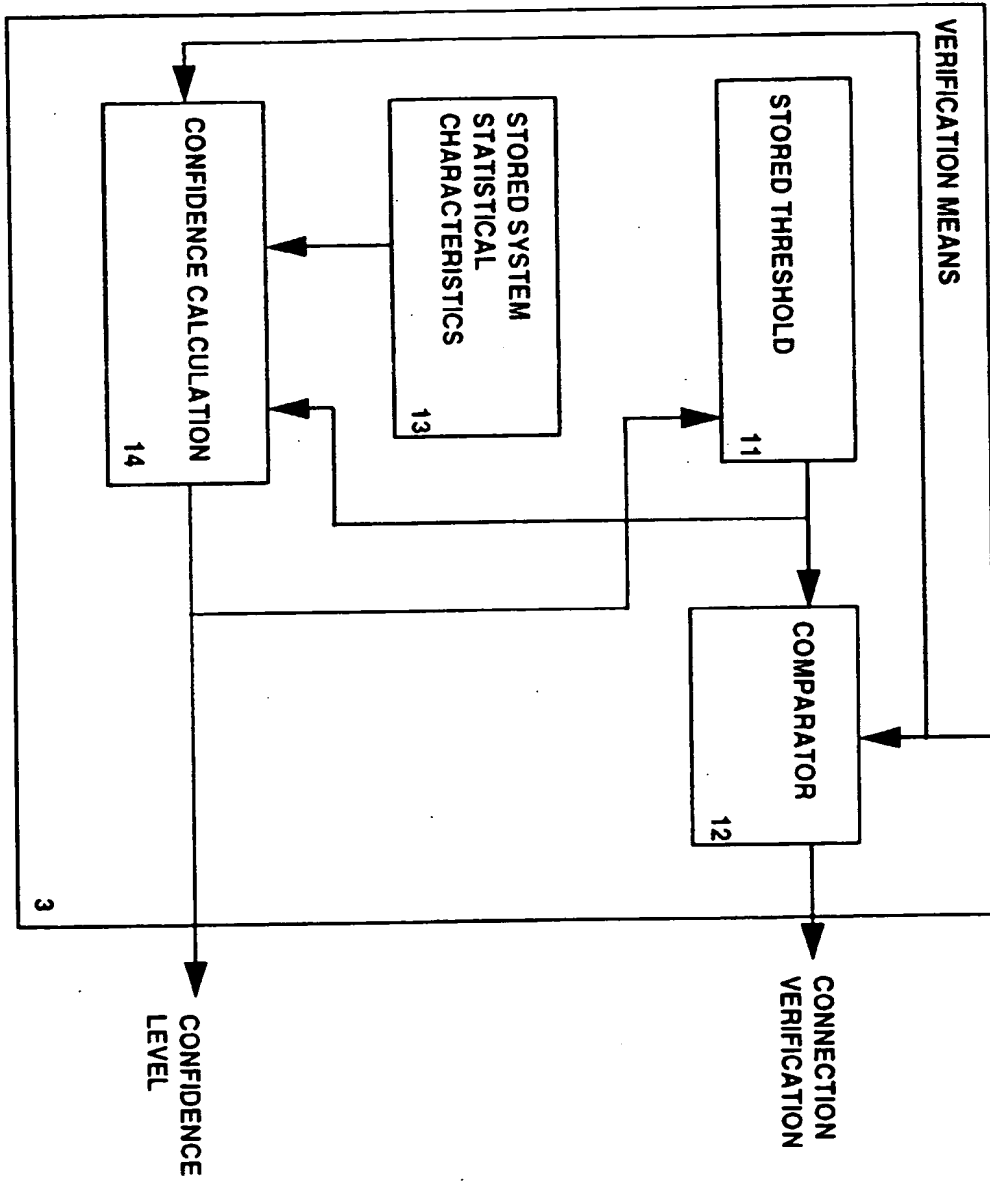 VERIFICATION MEANS
STORED THRESHOLD
11
COMPARATOR
12
CONNECTION
VERIFICATION
STORED SYSTEM
STATISTICAL
CHARACTERISTICS
13
CONFIDENCE CALCULATION
14
CONFIDENCE
LEVEL
3